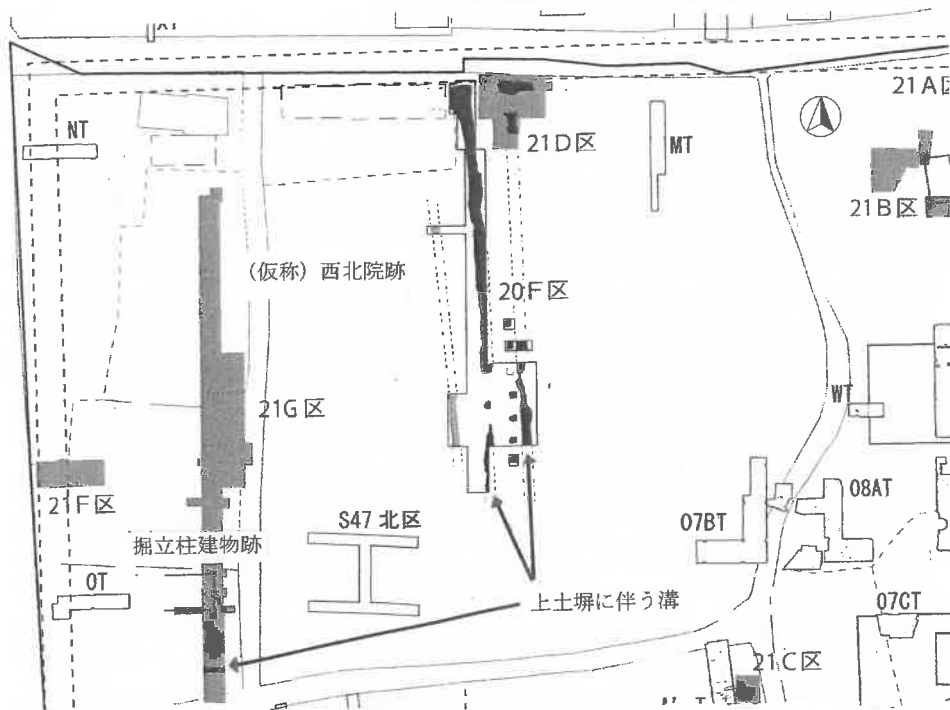 21A区
NT
21D区
MT
21B区
(仮称) 西北院跡
20F区
WT
21G区
21F区
S47 北区
07BT
08AT
掘立柱建物跡
OT
上土塀に伴う溝
07CT
21C区